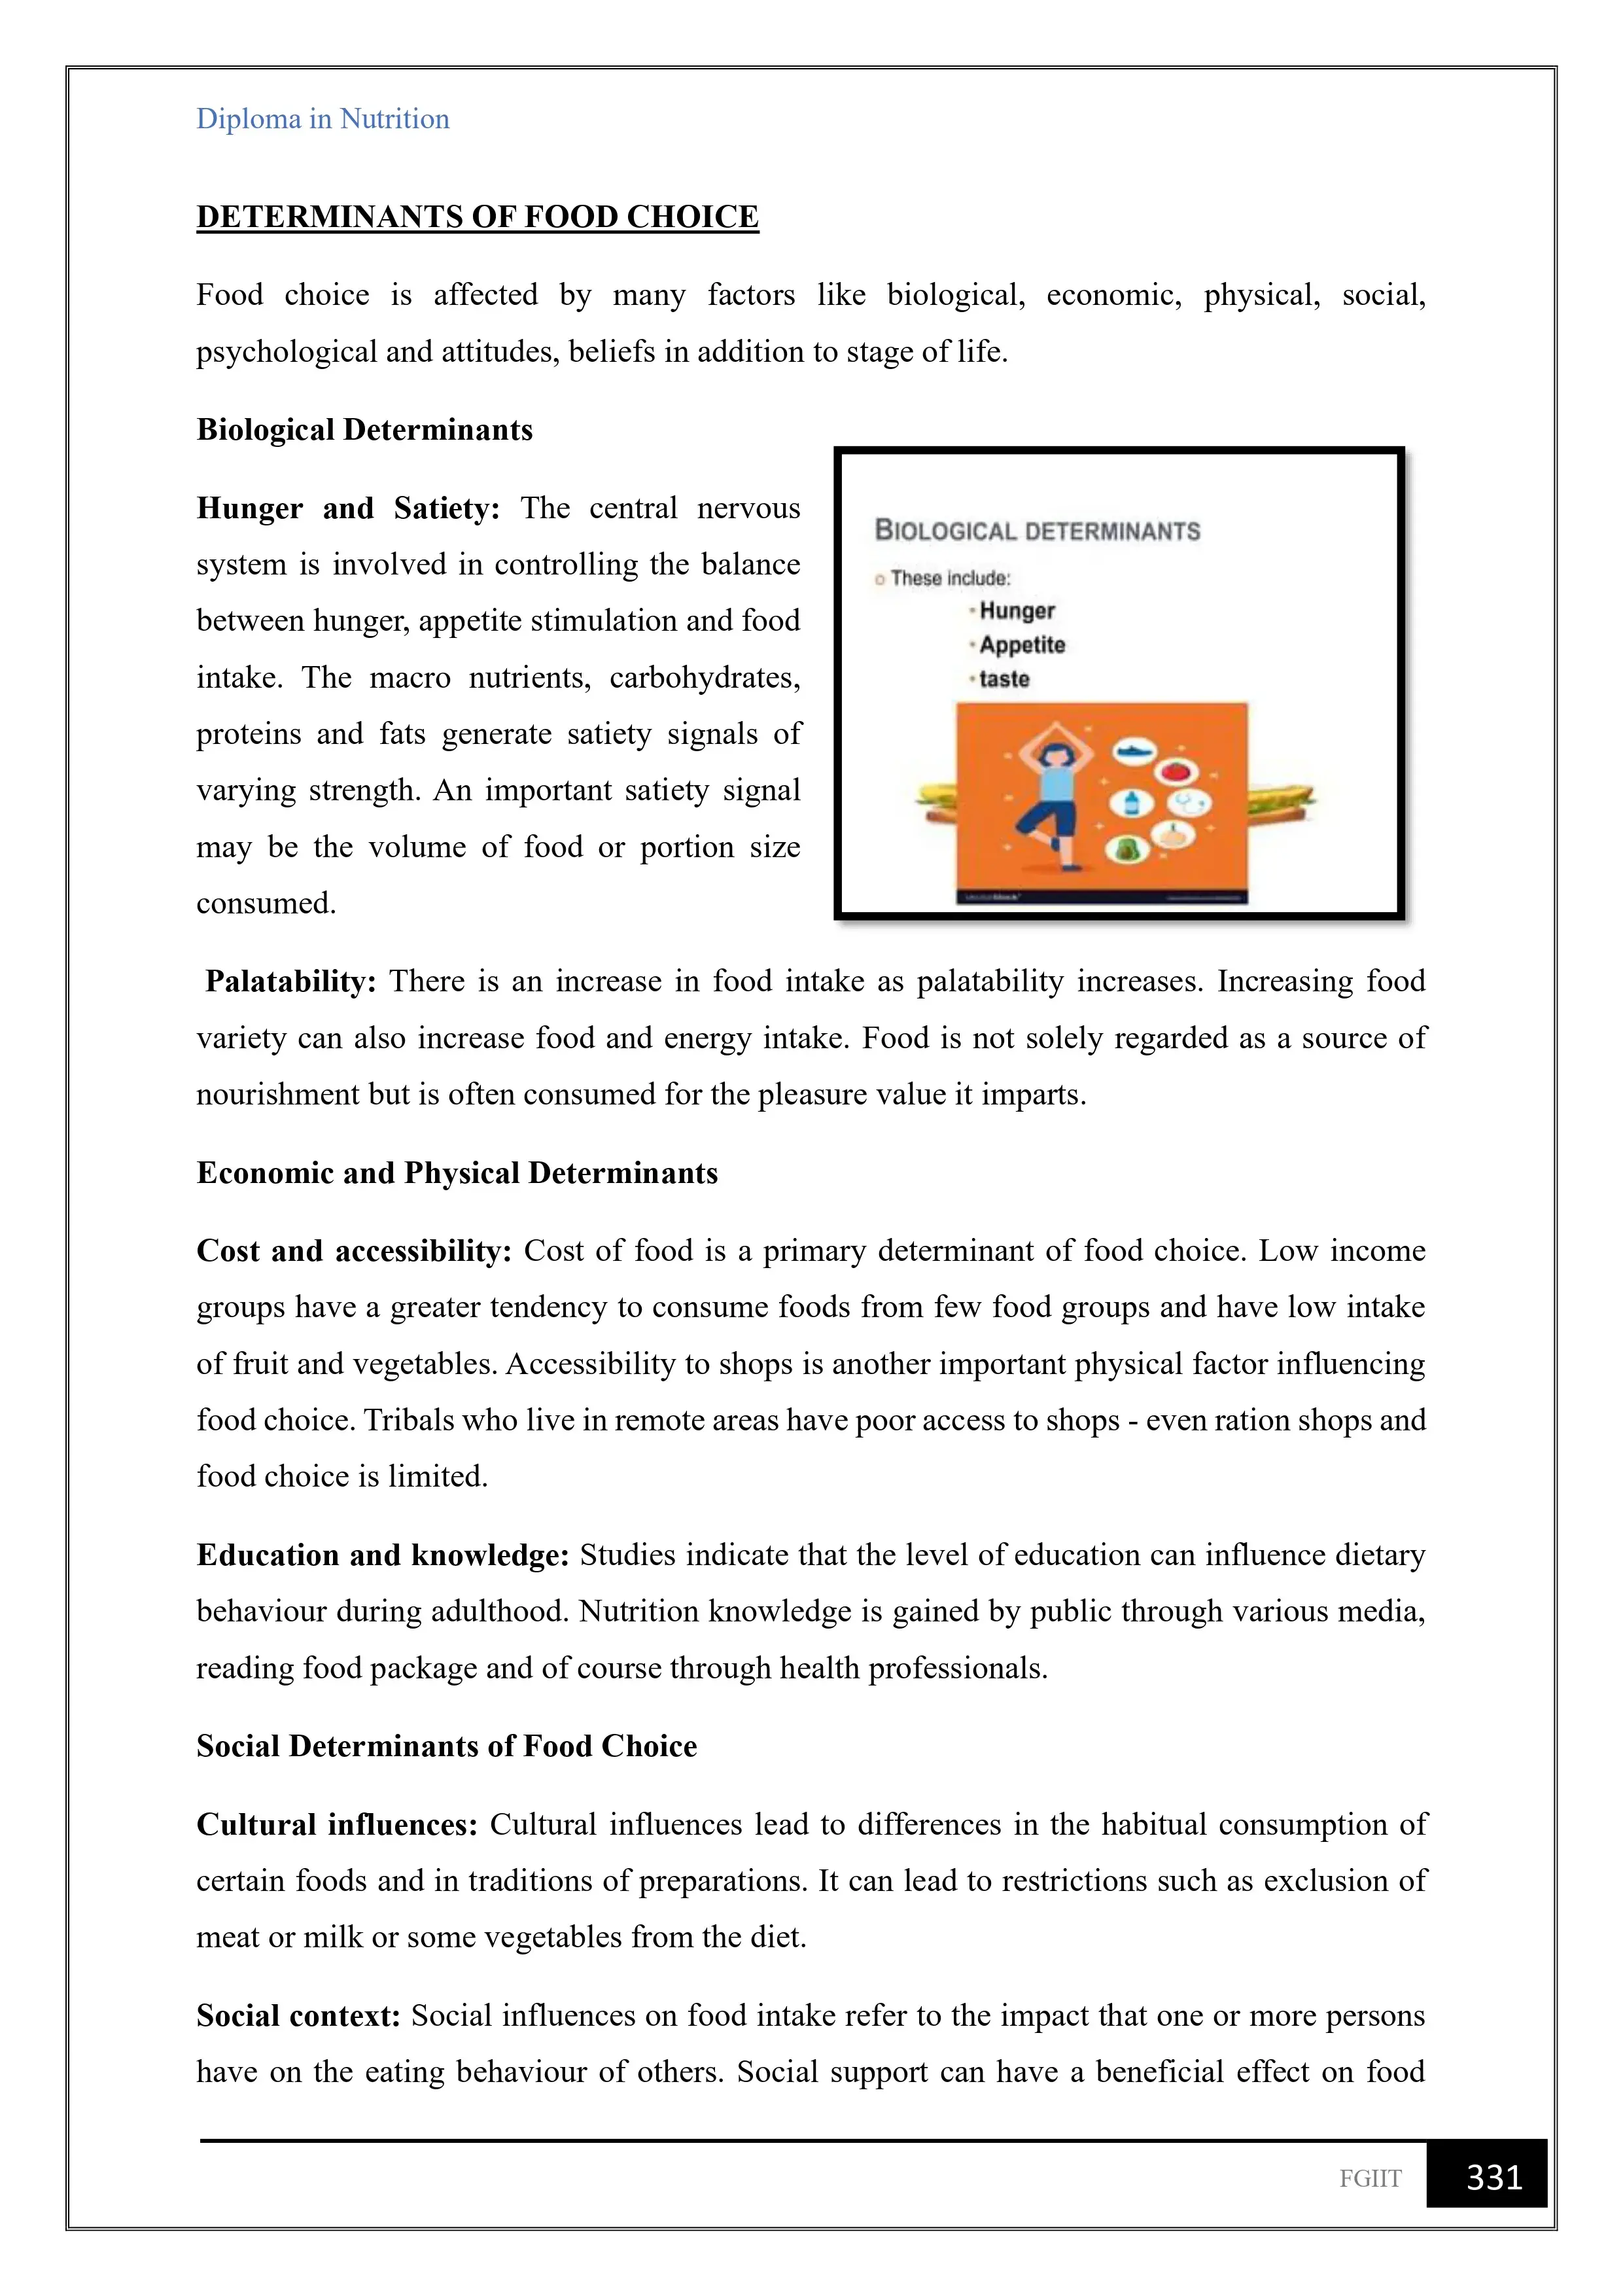 Diploma in Nutrition
DETERMINANTS OF FOOD CHOICE
Food choice is affected by many factors like biological, economic, physical, social,
psychological and attitudes, beliefs in addition to stage of life.
Biological Determinants
Hunger and Satiety: The central nervous
system is involved in controlling the balance
between hunger, appetite stimulation and food
intake. The macro nutrients, carbohydrates,
proteins and fats generate satiety signals of
varying strength. An important satiety signal
may be the volume of food or portion size
consumed.
BIOLOGICAL DETERMINANTS
These include:
Hunger
Appetite
taste
Palatability: There is an increase in food intake as palatability increases. Increasing food
variety can also increase food and energy intake. Food is not solely regarded as a source of
nourishment but is often consumed for the pleasure value it imparts.
Economic and Physical Determinants
Cost and accessibility: Cost of food is a primary determinant of food choice. Low income
groups have a greater tendency to consume foods from few food groups and have low intake
of fruit and vegetables. Accessibility to shops is another important physical factor influencing
food choice. Tribals who live in remote areas have poor access to shops - even ration shops and
food choice is limited.
Education and knowledge: Studies indicate that the level of education can influence dietary
behaviour during adulthood. Nutrition knowledge is gained by public through various media,
reading food package and of course through health professionals.
Social Determinants of Food Choice
Cultural influences: Cultural influences lead to differences in the habitual consumption of
certain foods and in traditions of preparations. It can lead to restrictions such as exclusion of
meat or milk or some vegetables from the diet.
Social context: Social influences on food intake refer to the impact that one or more persons
have on the eating behaviour of others. Social support can have a beneficial effect on food
FGIIT 331